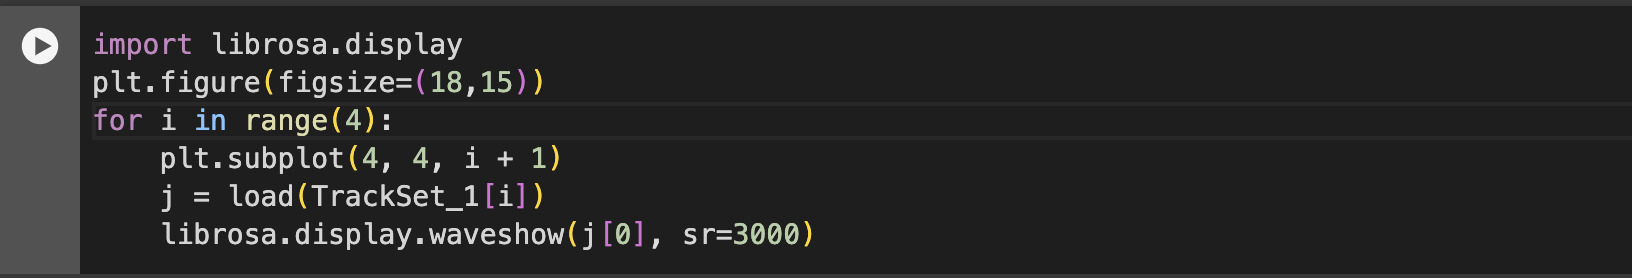 import librosa.display
plt.figure(figsize=(18,15))
for i in range(4):
    plt.subplot(4, 4, i + 1)
    j = load(TrackSet_1[i])
    librosa.display.waveshow(j[0], sr=3000)